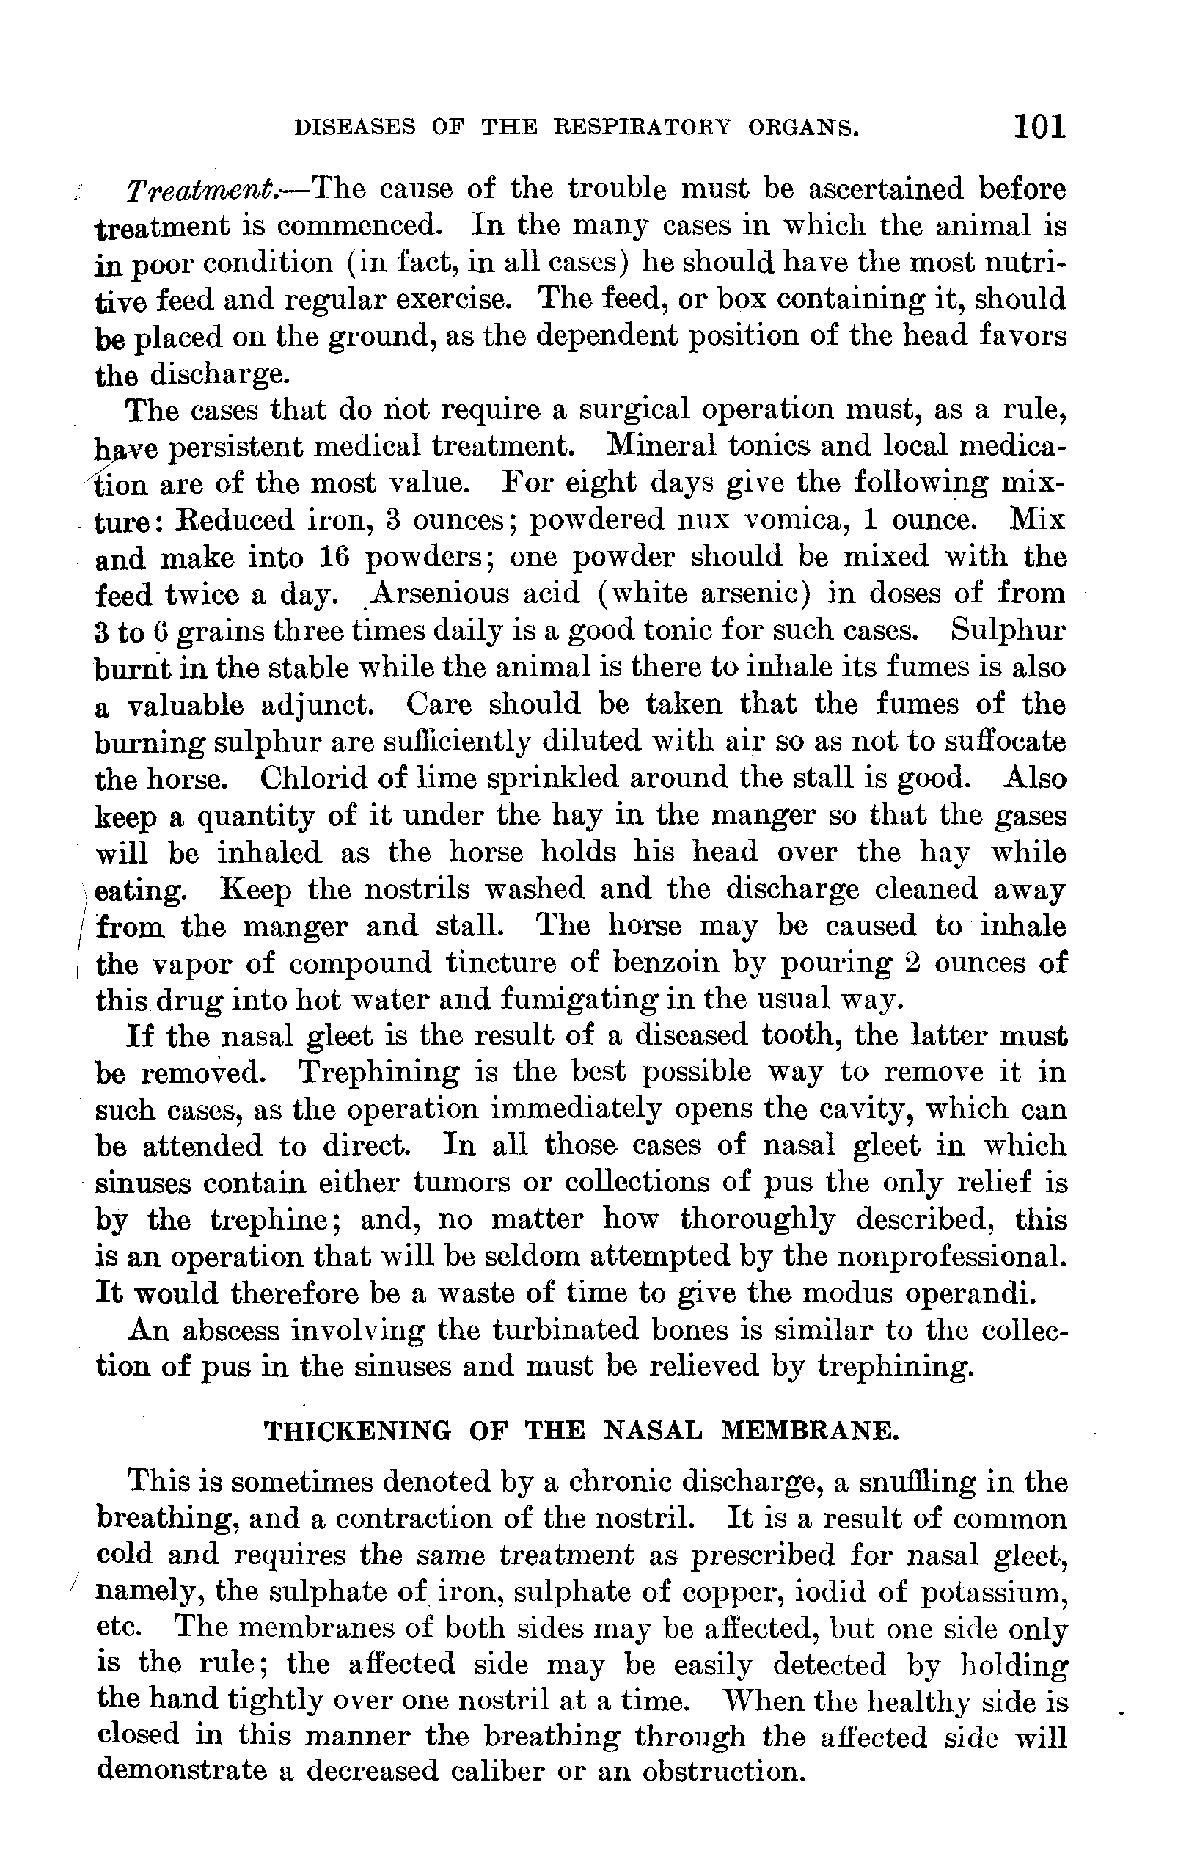 DISEASES OF THE RESPIRATORY ORGANS. 101
Treatment.—The cause of the trouble must be ascertained before
treatment is commenced. In the many cases in which the animal is
in poor condition (in fact, in all cases) he should have the most nutri-
tive feed and regular exercise. The feed, or box containing it, should
be placed on the ground, as the dependent position of the head favors
the discharge.
The cases that do not require a surgical operation must, as a rule,
have persistent medical treatment. Mineral tonics and local medica-
tion are of the most value. For eight days give the following mix-
ture: Reduced iron, 3 ounces; powdered nux vomica, 1 ounce. Mix
and make into 16 powders; one powder should be mixed with the
feed twice a day. Arsenious acid (white arsenic) in doses of from
3 to 6 grains three times daily is a good tonic for such cases. Sulphur
burnt in the stable while the animal is there to inhale its fumes is also
a valuable adjunct. Care should be taken that the fumes of the
burning sulphur are sufficiently diluted with air so as not to suffocate
the horse. Chlorid of lime sprinkled around the stall is good. Also
keep a quantity of it under the hay in the manger so that the gases
will be inhaled as the horse holds his head over the hay while
eating. Keep the nostrils washed and the discharge cleaned away
from the manger and stall. The horse may be caused to inhale
the vapor of compound tincture of benzoin by pouring 2 ounces of
this drug into hot water and fumigating in the usual way.
If the nasal gleet is the result of a diseased tooth, the latter must
be removed. Trephining is the best possible way to remove it in
such cases, as the operation immediately opens the cavity, which can
be attended to direct. In all those cases of nasal gleet in which
sinuses contain either tumors or collections of pus the only relief is
by the trephine; and, no matter how thoroughly described, this
is an operation that will be seldom attempted by the nonprofessional.
It would therefore be a waste of time to give the modus operandi.
An abscess involving the turbinated bones is similar to the collec-
tion of pus in the sinuses and must be relieved by trephining.
THICKENING OF THE NASAL MEMBRANE.
This is sometimes denoted by a chronic discharge, a snuffling in the
breathing, and a contraction of the nostril. It is a result of common
cold and requires the same treatment as prescribed for nasal gleet,
namely, the sulphate of iron, sulphate of copper, iodid of potassium,
etc. The membranes of both sides may be affected, but one side only
is the rule; the affected side may be easily detected by holding
the hand tightly over one nostril at a time. When the healthy side is
closed in this manner the breathing through the affected side will
demonstrate a decreased caliber or an obstruction.